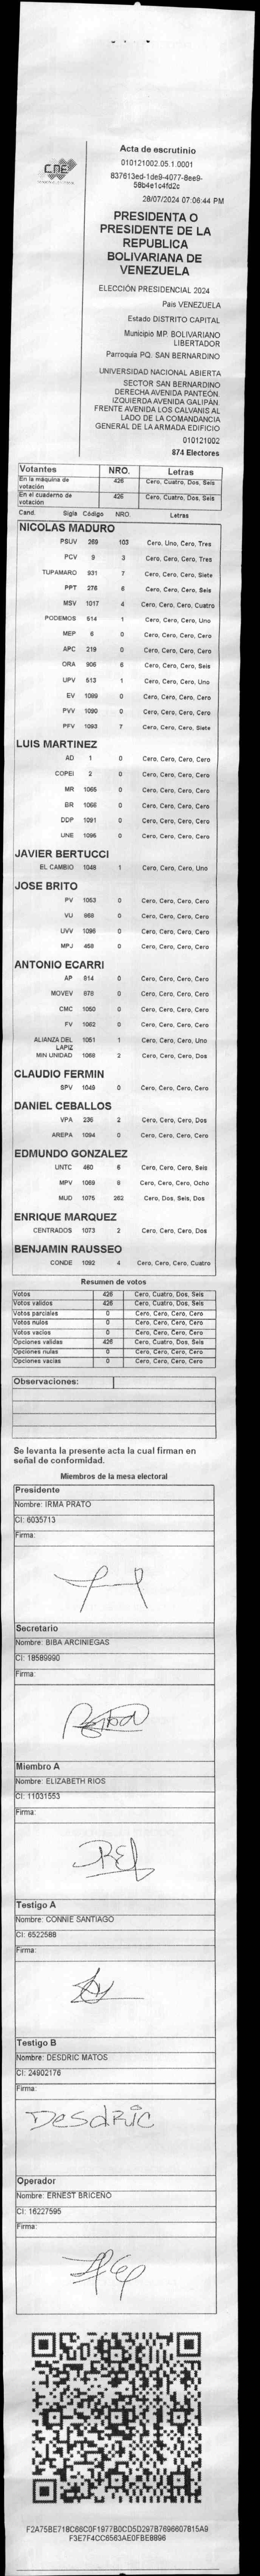 CNE
Acta de escrutinio
010121002.05.1.0001
837613ed-1de9-4077-8ee9-
58b4e1c4fd2c
28/07/2024 07:06:44 PM
PRESIDENTA O
PRESIDENTE DE LA
REPUBLICA
BOLIVARIANA DE
VENEZUELA
ELECCIÓN PRESIDENCIAL 2024
Pais VENEZUELA
Estado DISTRITO CAPITAL
Municipio MP. BOLIVARIANO
LIBERTADOR
Parroquia PQ. SAN BERNARDINO
UNIVERSIDAD NACIONAL ABIERTA
SECTOR SAN BERNARDINO
DERECHA AVENIDA PANTEÓN.
IZQUIERDA AVENIDA GALIPÁN.
FRENTE AVENIDA LOS CALVANIS AL
LADO DE LA COMANDANCIA
GENERAL DE LA ARMADA EDIFICIO
010121002
874 Electores
Votantes NRO. Letras
En la máquina de votación 426 Cero, Cuatro, Dos, Seis
En el cuaderno de votación 426 Cero, Cuatro, Dos, Seis
Cand. Sigla Código NRO. Letras
NICOLAS MADURO
PSUV 269 103 Cero, Uno, Cero, Tres
PCV 9 3 Cero, Cero, Cero, Tres
TUPAMARO 931 7 Cero, Cero, Cero, Siete
PPT 276 6 Cero, Cero, Cero, Seis
MSV 1017 4 Cero, Cero, Cero, Cuatro
PODEMOS 514 1 Cero, Cero, Cero, Uno
MEP 6 0 Cero, Cero, Cero, Cero
APC 219 0 Cero, Cero, Cero, Cero
ORA 906 6 Cero, Cero, Cero, Seis
UPV 513 1 Cero, Cero, Cero, Uno
EV 1089 0 Cero, Cero, Cero, Cero
PVV 1090 0 Cero, Cero, Cero, Cero
PFV 1093 7 Cero, Cero, Cero, Siete
LUIS MARTINEZ
AD 1 0 Cero, Cero, Cero, Cero
COPEI 2 0 Cero, Cero, Cero, Cero
MR 1065 0 Cero, Cero, Cero, Cero
BR 1066 0 Cero, Cero, Cero, Cero
DDP 1091 0 Cero, Cero, Cero, Cero
UNE 1095 0 Cero, Cero, Cero, Cero
JAVIER BERTUCCI
EL CAMBIO 1048 1 Cero, Cero, Cero, Uno
JOSE BRITO
PV 1053 0 Cero, Cero, Cero, Cero
VU 868 0 Cero, Cero, Cero, Cero
UVV 1096 0 Cero, Cero, Cero, Cero
MPJ 458 0 Cero, Cero, Cero, Cero
ANTONIO ECARRI
AP 914 0 Cero, Cero, Cero, Cero
MOVEV 878 0 Cero, Cero, Cero, Cero
CMC 1050 0 Cero, Cero, Cero, Cero
FV 1062 0 Cero, Cero, Cero, Cero
ALIANZA DEL LAPIZ 1051 1 Cero, Cero, Cero, Uno
MIN UNIDAD 1068 2 Cero, Cero, Cero, Dos
CLAUDIO FERMIN
SPV 1049 0 Cero, Cero, Cero, Cero
DANIEL CEBALLOS
VPA 236 2 Cero, Cero, Cero, Dos
AREPA 1094 0 Cero, Cero, Cero, Cero
EDMUNDO GONZALEZ
UNTC 460 6 Cero, Cero, Cero, Seis
MPV 1069 8 Cero, Cero, Cero, Ocho
MUD 1075 262 Cero, Dos, Seis, Dos
ENRIQUE MARQUEZ
CENTRADOS 1073 2 Cero, Cero, Cero, Dos
BENJAMIN RAUSSEO
CONDE 1092 4 Cero, Cero, Cero, Cuatro
Resumen de votos
Votos 426 Cero, Cuatro, Dos, Seis
Votos validos 426 Cero, Cuatro, Dos, Seis
Votos parciales 0 Cero, Cero, Cero, Cero
Votos nulos 0 Cero, Cero, Cero, Cero
Votos vacios 0 Cero, Cero, Cero, Cero
Opciones validas 426 Cero, Cuatro, Dos, Seis
Opciones nulas 0 Cero, Cero, Cero, Cero
Opciones vacias 0 Cero, Cero, Cero, Cero
Observaciones:
Se levanta la presente acta la cual firman en
señal de conformidad.
Miembros de la mesa electoral
Presidente
Nombre: IRMA PRATO
CI: 6035713
Firma:
Secretario
Nombre: BIBA ARCINIEGAS
CI: 18589990
Firma:
Miembro A
Nombre: ELIZABETH RIOS
CI: 11031553
Firma:
Testigo A
Nombre: CONNIE SANTIAGO
CI: 6522588
Firma:
Testigo B
Nombre: DESDRIC MATOS
CI: 24902176
Firma:
Desdric
Operador
Nombre: ERNEST BRICEÑO
CI: 16227595
Firma:
F2A75BE718C66C0F1977B0CD5D297B7696607815A9
F3E7F4CC6563AE0FBE8896